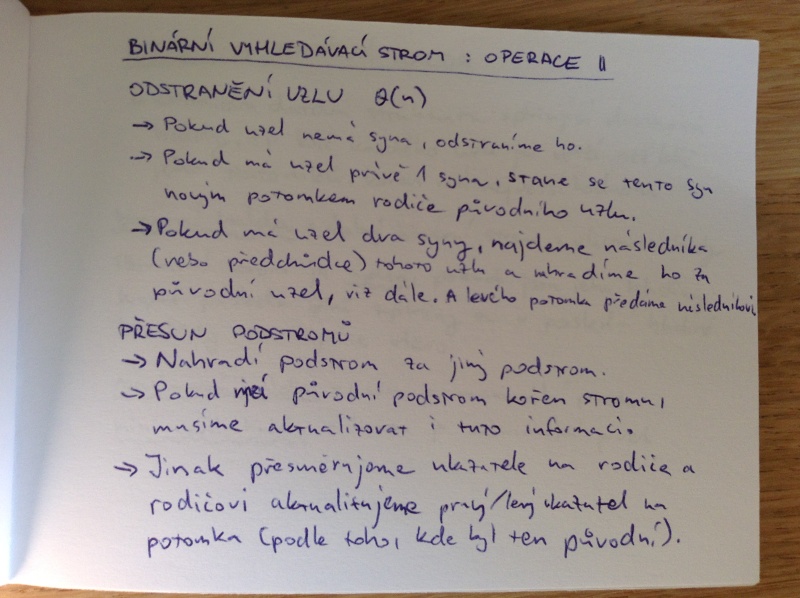 BINÁRNÍ VYHLEDÁVACÍ STROM : OPERACE II
ODSTRANĚNÍ UZLU θ(n)
→ Pokud uzel nemá syna, odstraníme ho.
→ Pokud má uzel právě 1 syna, stane se tento syn
novým potomkem rodiče původního uzlu.
→ Pokud má uzel dva syny, najdeme následníka
(nebo předchůdce) tohoto uzlu a nahradíme ho za
původní uzel, viz dále. A levého potomka předáme následníkovi
PŘESUN PODSTROMŮ
→ Nahradí podstrom za jiný podstrom.
→ Pokud původní podstrom kořen stromu,
musíme aktualizovat i tuto informaci.
→ Jinak přesměrujeme ukazatele na rodiče a
rodičovi aktualizujeme pravý/levý ukazatel na
potomka (podle toho, kde byl ten původní).